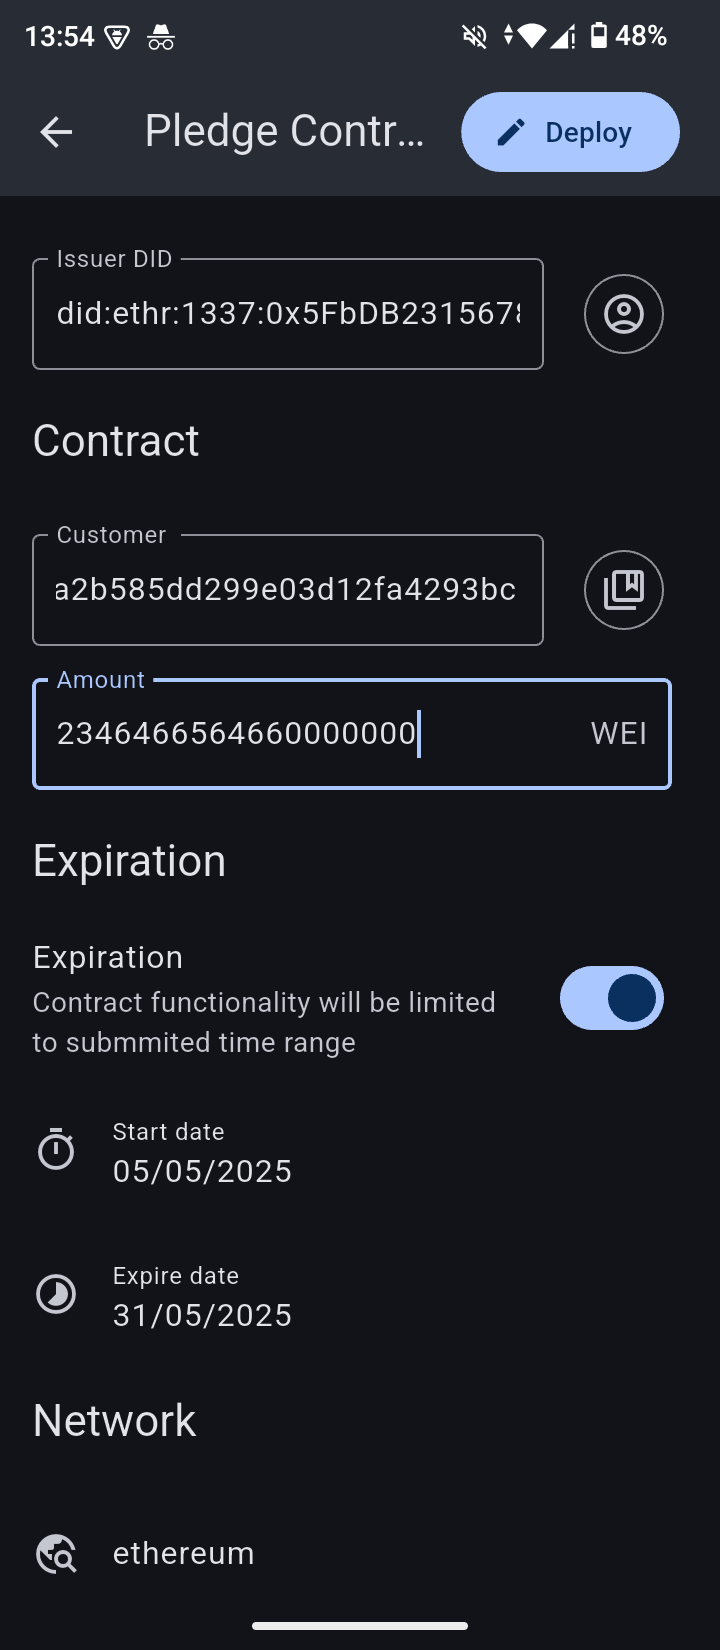 13:54
48%
Pledge Contr...
Deploy
Issuer DID
did:ethr:1337:0x5FbDB2315678
Contract
Customer
a2b585dd299e03d12fa4293bc
Amount
2346466564660000000
WEI
Expiration
Expiration
Contract functionality will be limited
to submmited time range
Start date
05/05/2025
Expire date
31/05/2025
Network
ethereum